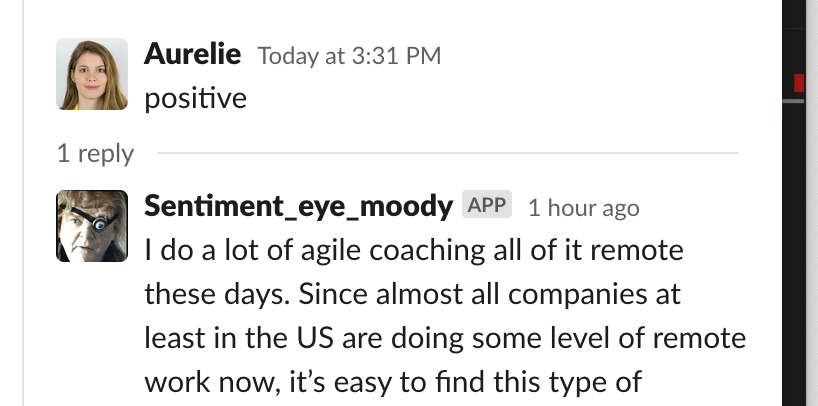 Aurelie Today at 3:31 PM
positive
1 reply
Sentiment_eye_moody APP 1 hour ago
I do a lot of agile coaching all of it remote
these days. Since almost all companies at
least in the US are doing some level of remote
work now, it’s easy to find this type of